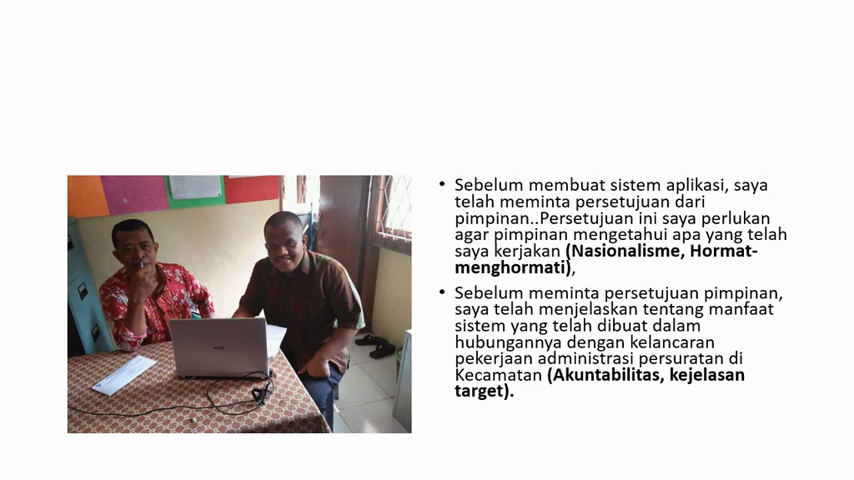 • Sebelum membuat sistem aplikasi, saya
telah meminta persetujuan dari
pimpinan..Persetujuan ini saya perlukan
agar pimpinan mengetahui apa yang telah
saya kerjakan (Nasionalisme, Hormat-
menghormati),
• Sebelum meminta persetujuan pimpinan,
saya telah menjelaskan tentang manfaat
sistem yang telah dibuat dalam
hubungannya dengan kelancaran
pekerjaan administrasi persuratan di
Kecamatan (Akuntabilitas, kejelasan
target).